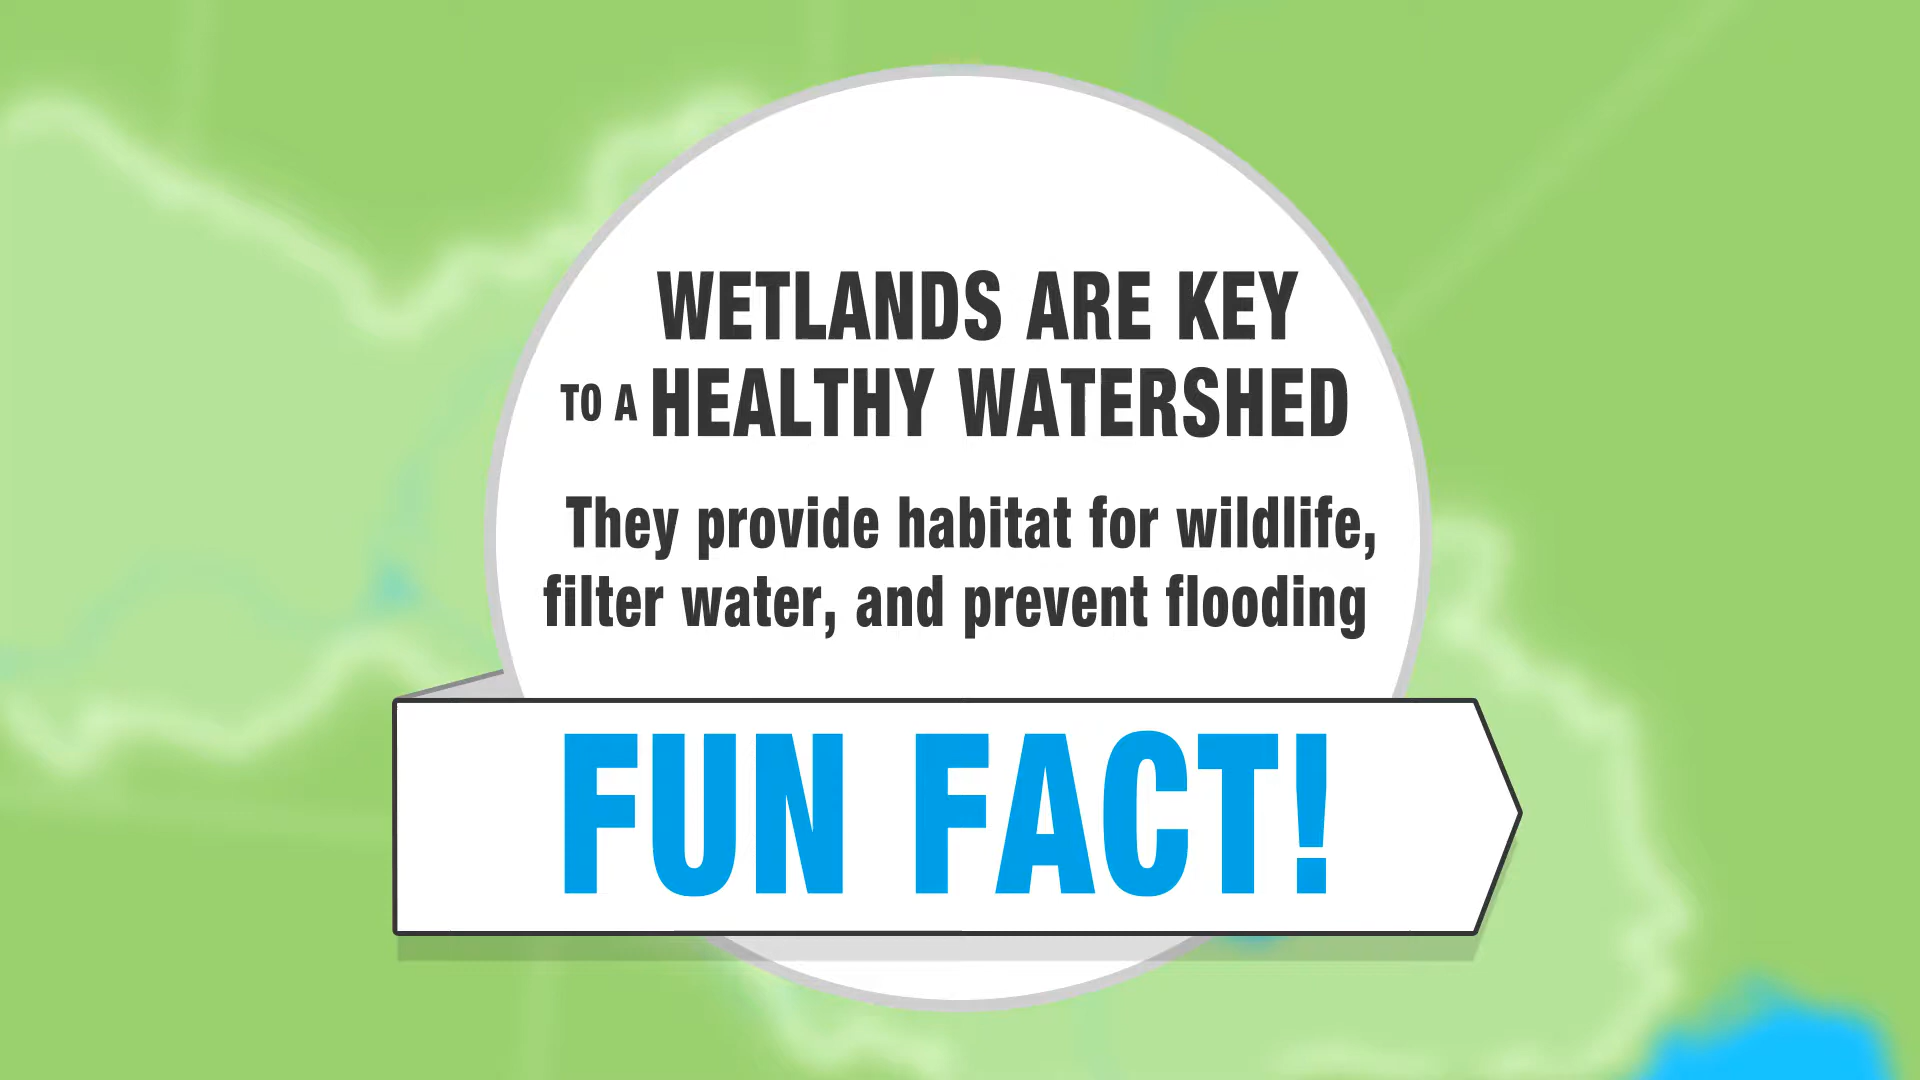 WETLANDS ARE KEY
TO A HEALTHY WATERSHED
They provide habitat for wildlife,
filter water, and prevent flooding
FUN FACT!